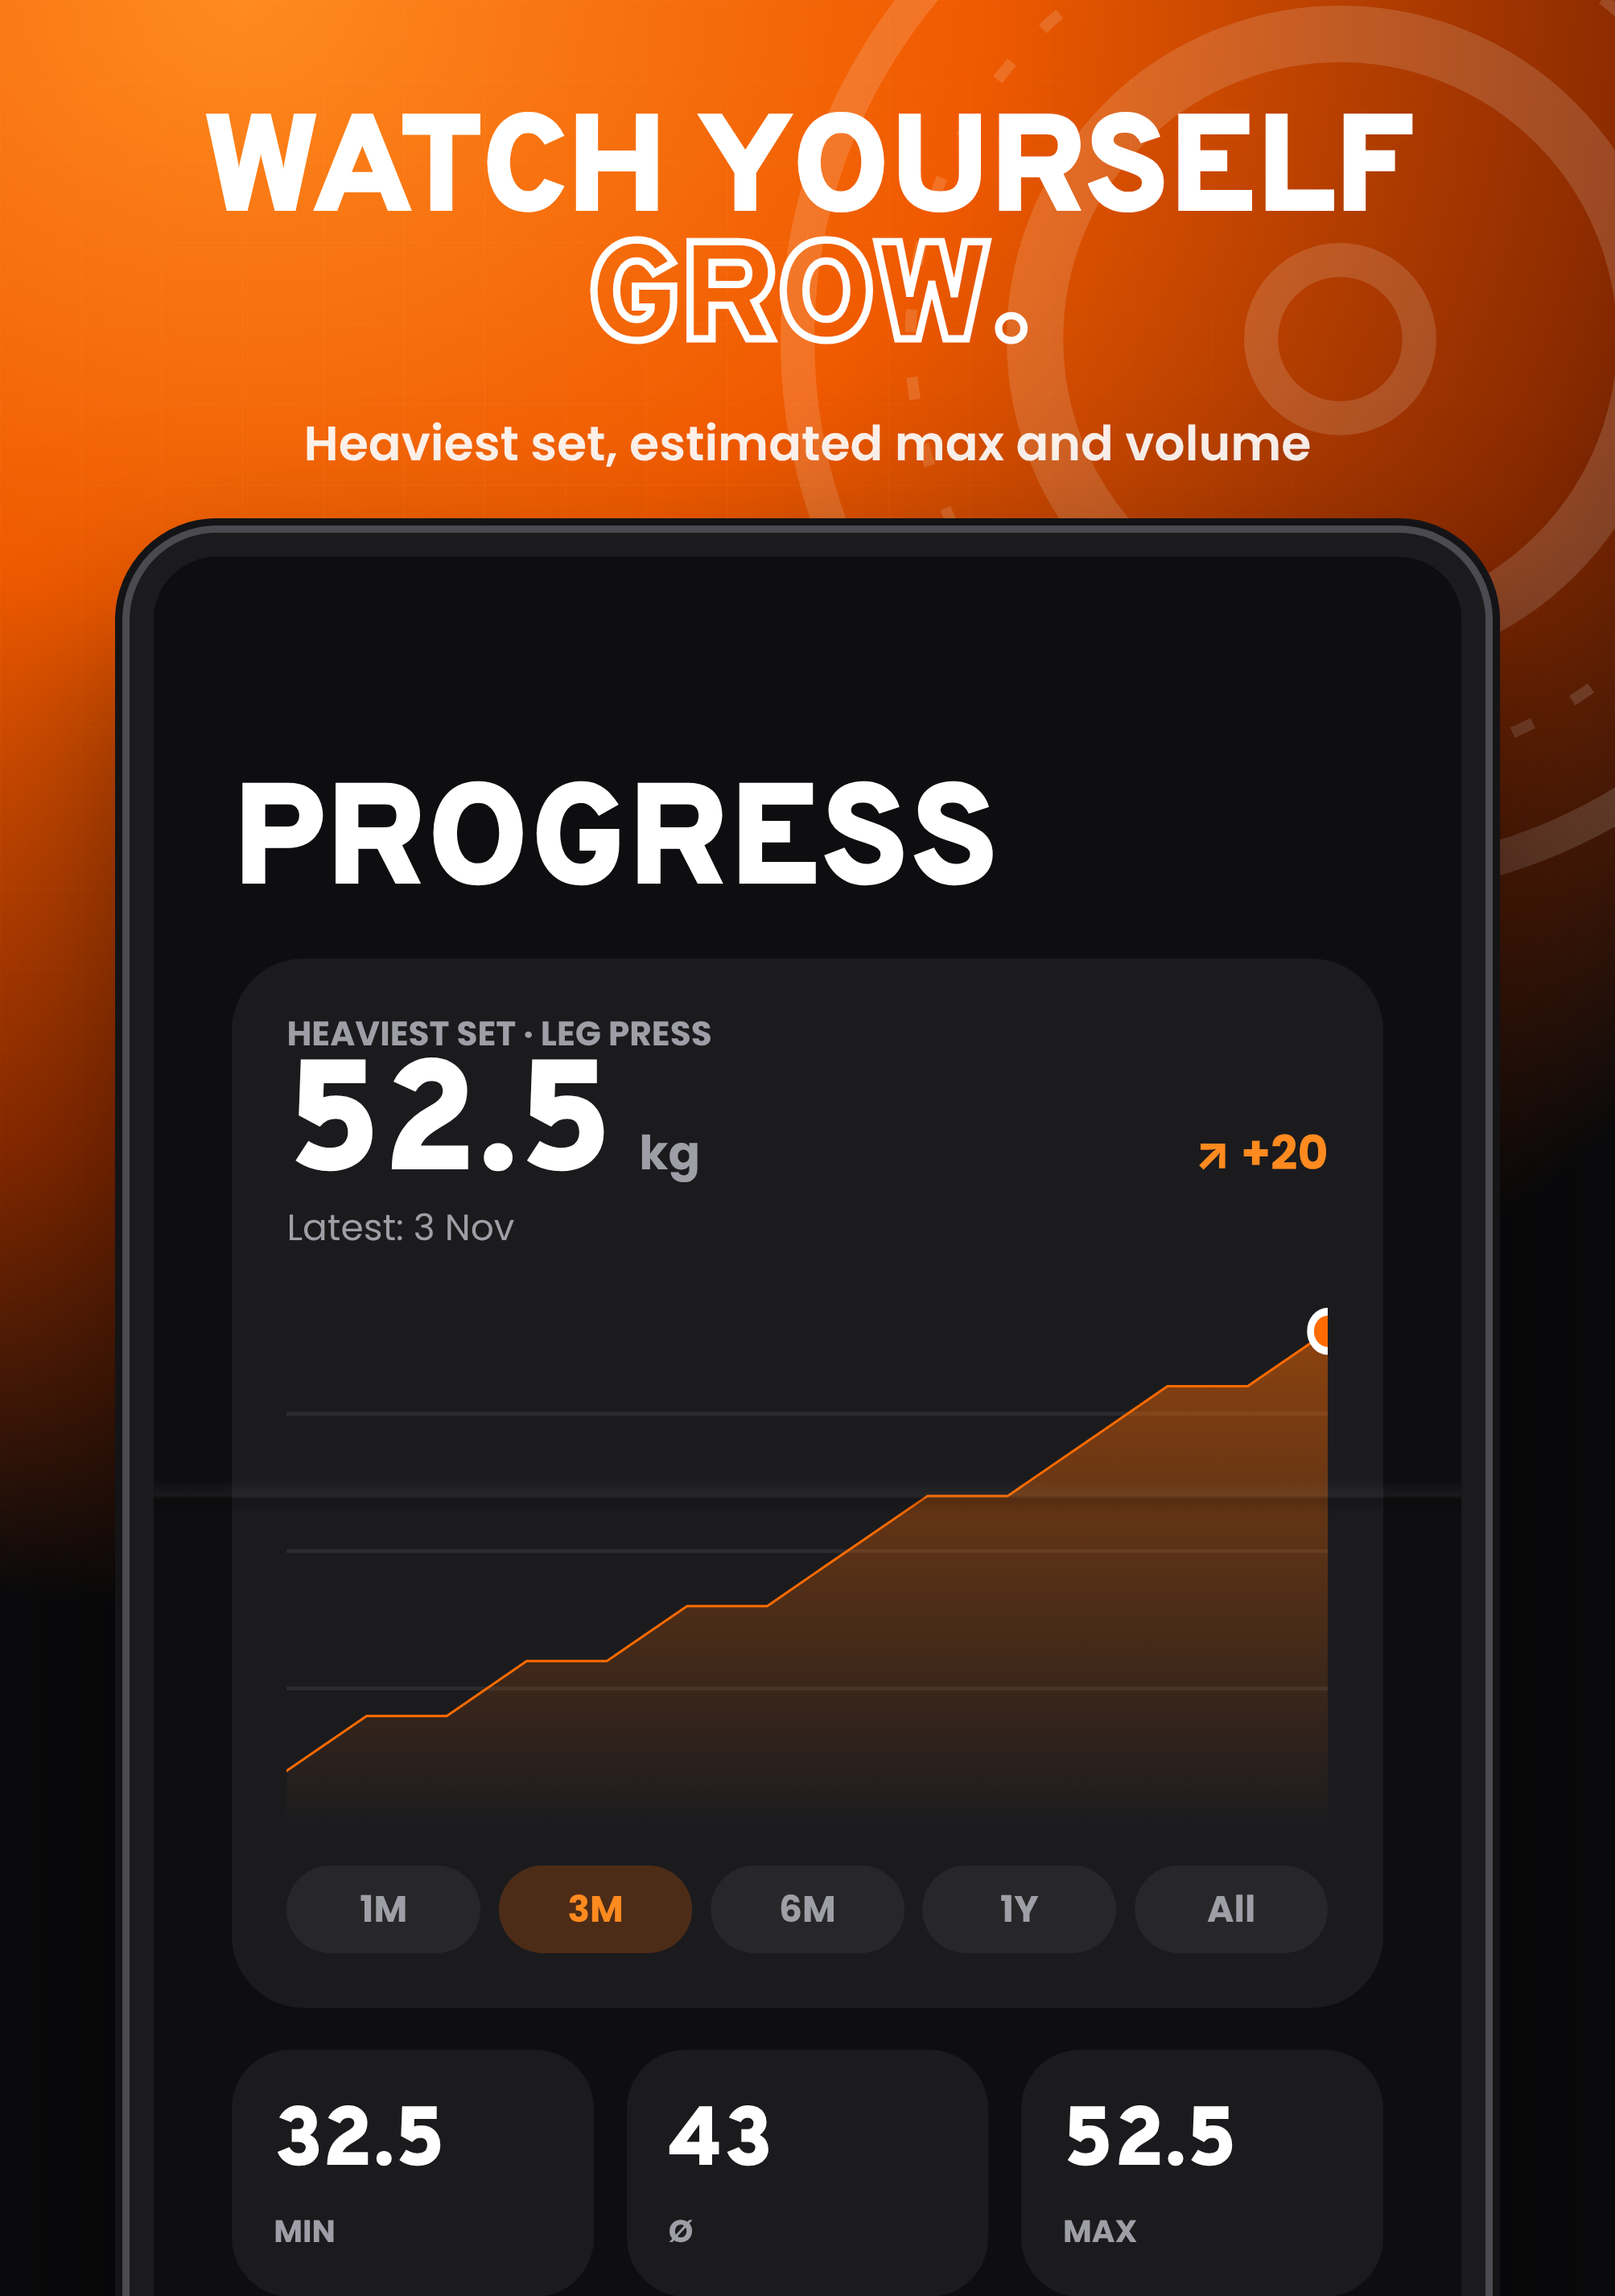 WATCH YOURSELF
GROW.
Heaviest set, estimated max and volume
PROGRESS
HEAVIEST SET · LEG PRESS
52.5 kg
↗ +20
Latest: 3 Nov
1M 3M 6M 1Y All
32.5 43 52.5
MIN Ø MAX